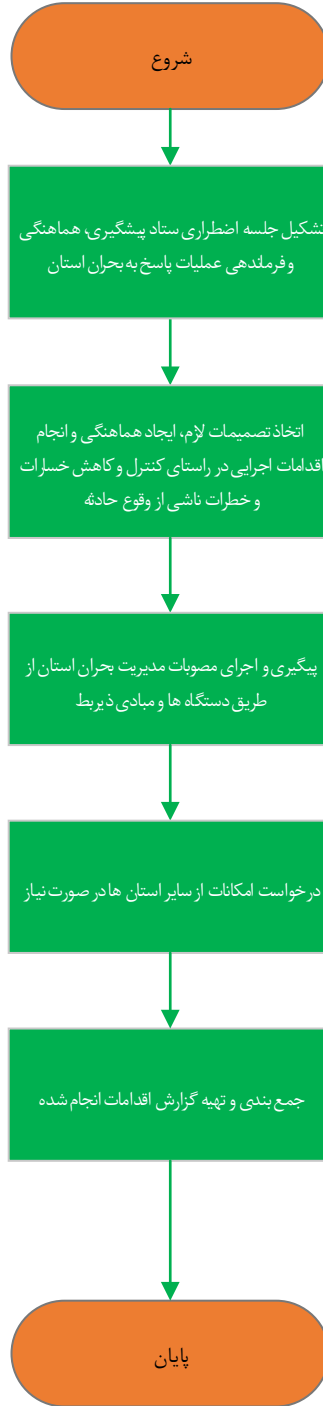 شروع
تشکیل جلسه اضطراری ستاد پیشگیری، هماهنگی
و فرماندهی عملیات پاسخ به بحران استان
اتخاذ تصمیمات لازم، ایجاد هماهنگی و انجام
اقدامات اجرایی در راستای کنترل و کاهش خسارات
و خطرات ناشی از وقوع حادثه
پیگیری و اجرای مصوبات مدیریت بحران استان از
طریق دستگاه ها و مبادی ذیربط
درخواست امکانات از سایر استان ها در صورت نیاز
جمع بندی و تهیه گزارش اقدامات انجام شده
پایان